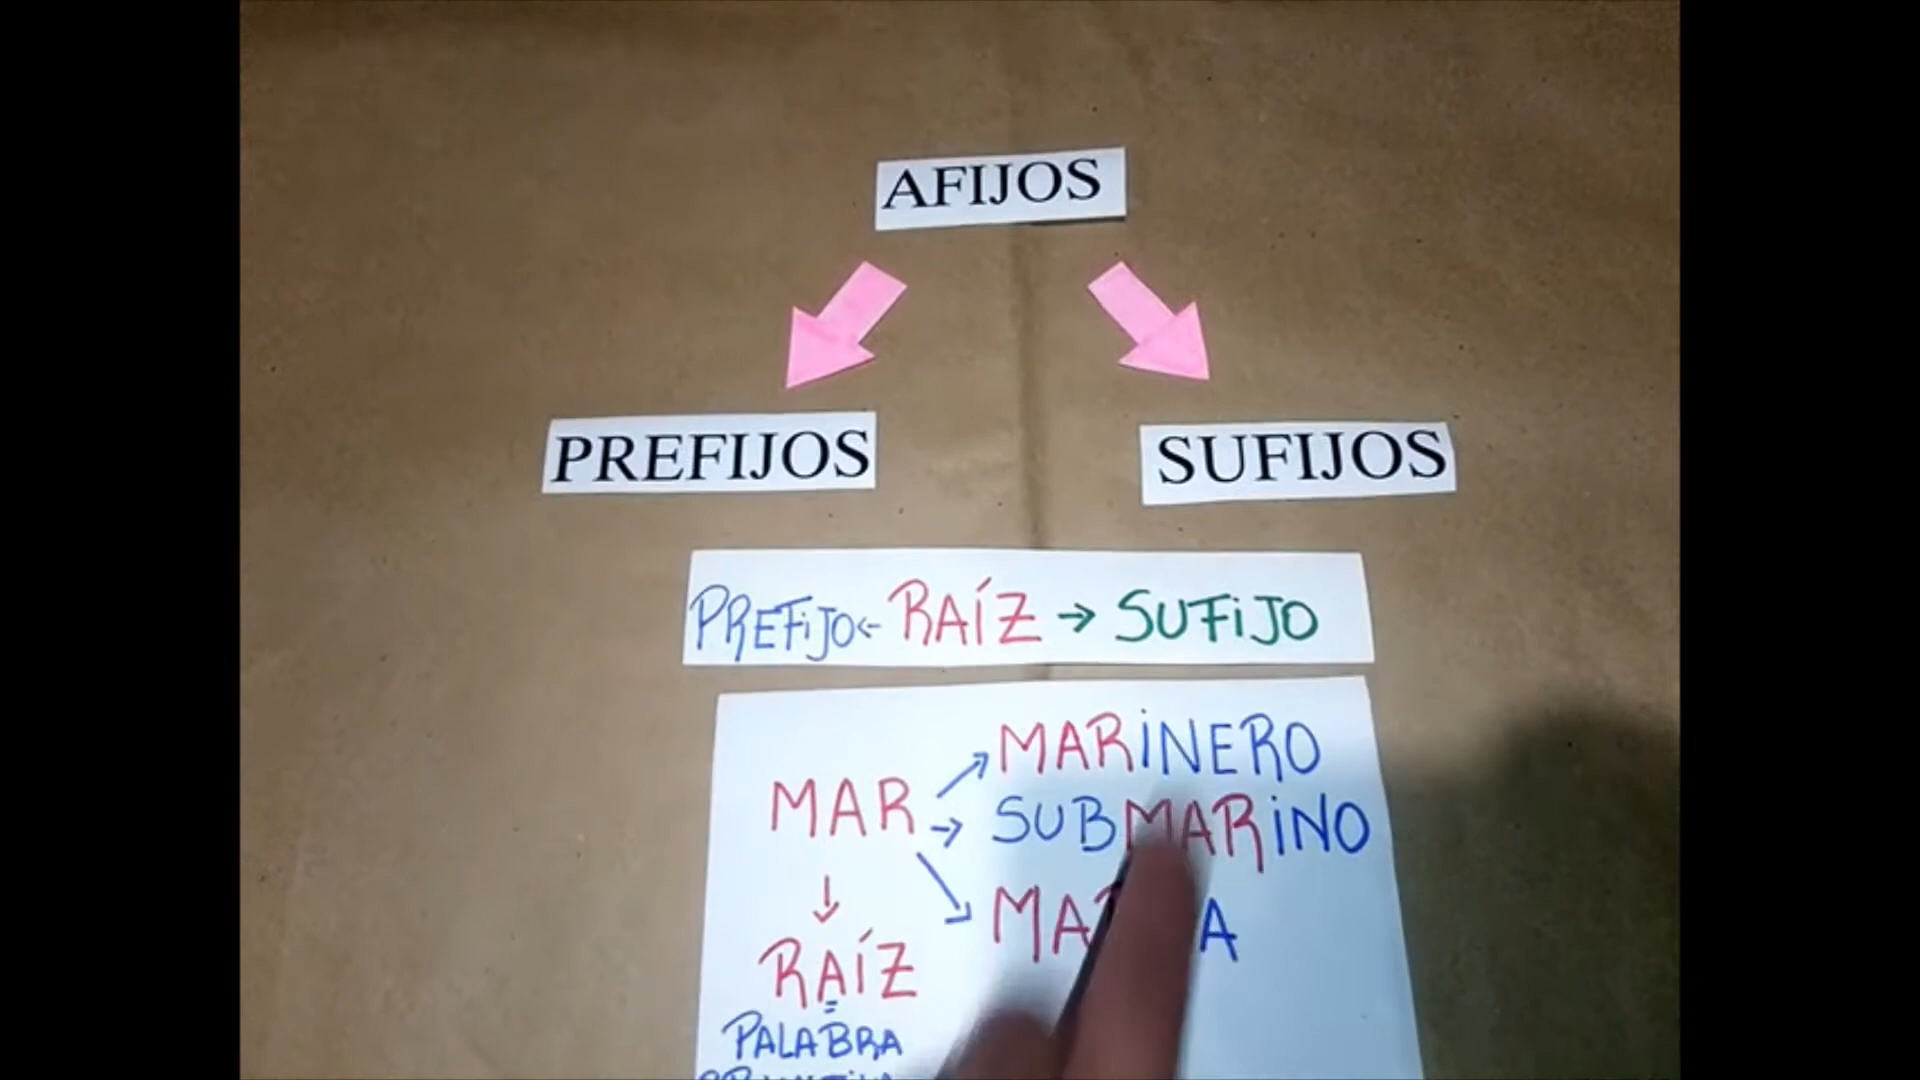 AFIJOS
PREFIJOS
SUFIJOS
PREFIJO ← RAÍZ → SUFIJO
MARINERO
MAR
SUBMARINO
RAÍZ
=
PALABRA